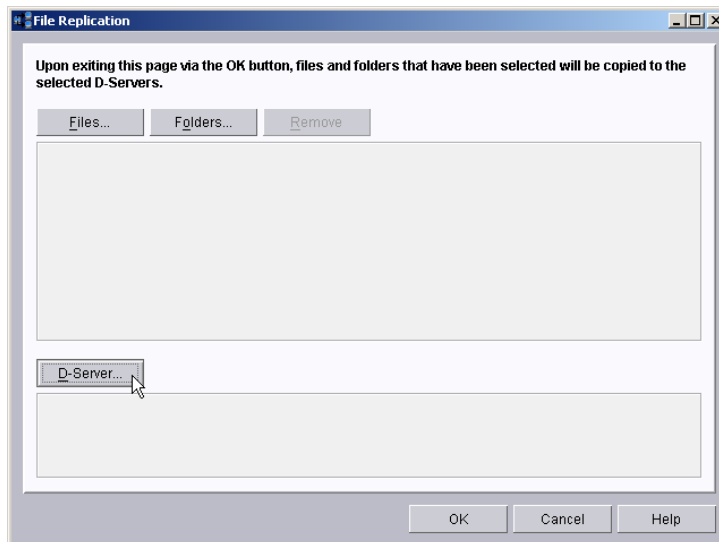 File Replication
Upon exiting this page via the OK button, files and folders that have been selected will be copied to the
selected D-Servers.
Files... Folders... Remove
D-Server...
OK Cancel Help